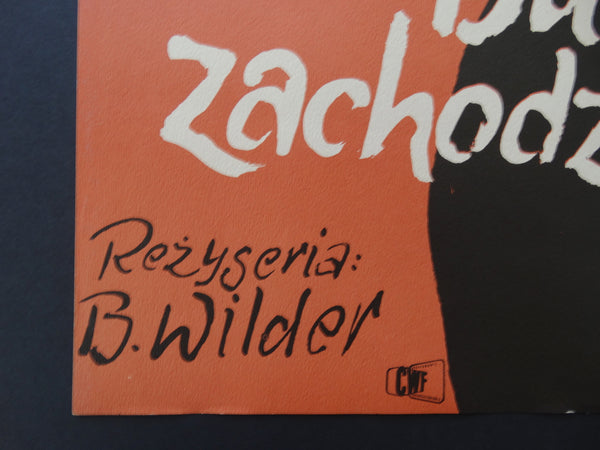 zachodz
Reżyseria:
B. Wilder
CWF